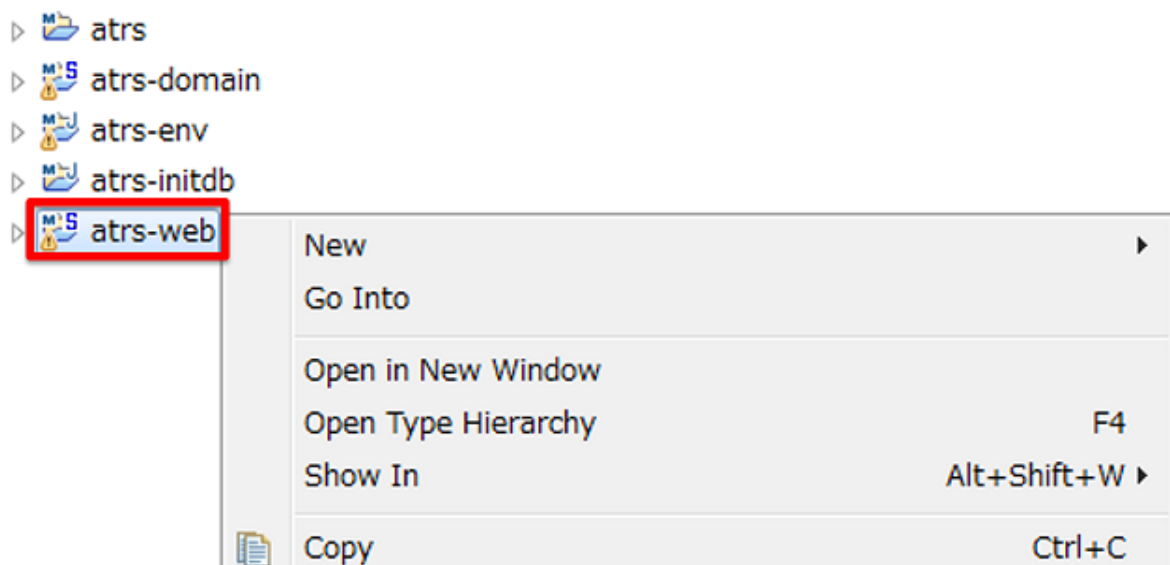 atrs
atrs-domain
atrs-env
atrs-initdb
atrs-web
New
Go Into
Open in New Window
Open Type Hierarchy F4
Show In Alt+Shift+W
Copy Ctrl+C